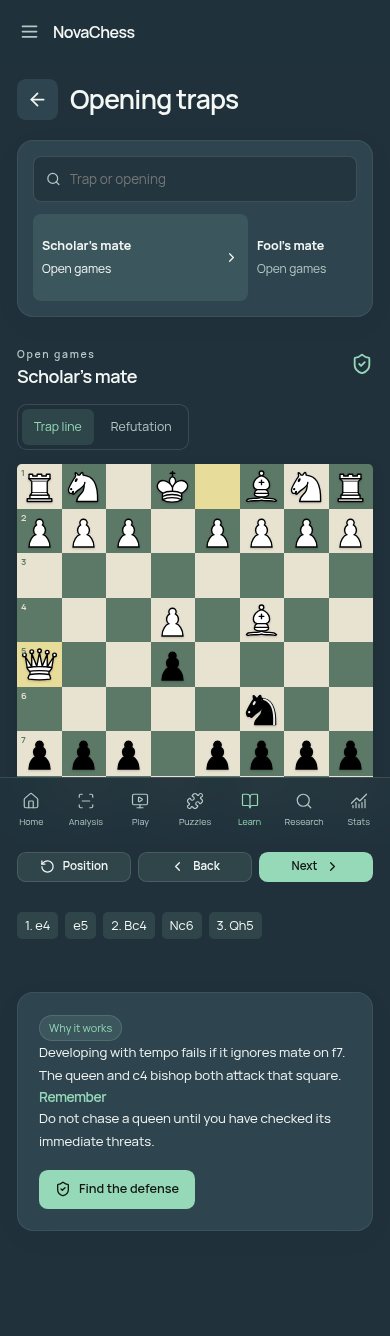 NovaChess
Opening traps
Trap or opening
Scholar's mate
Open games
Fool's mate
Open games
Open games
Scholar's mate
Trap line
Refutation
1
2
3
4
5
6
7
Home
Analysis
Play
Puzzles
Learn
Research
Stats
Position
Back
Next
1. e4
e5
2. Bc4
Nc6
3. Qh5
Why it works
Developing with tempo fails if it ignores mate on f7.
The queen and c4 bishop both attack that square.
Remember
Do not chase a queen until you have checked its
immediate threats.
Find the defense